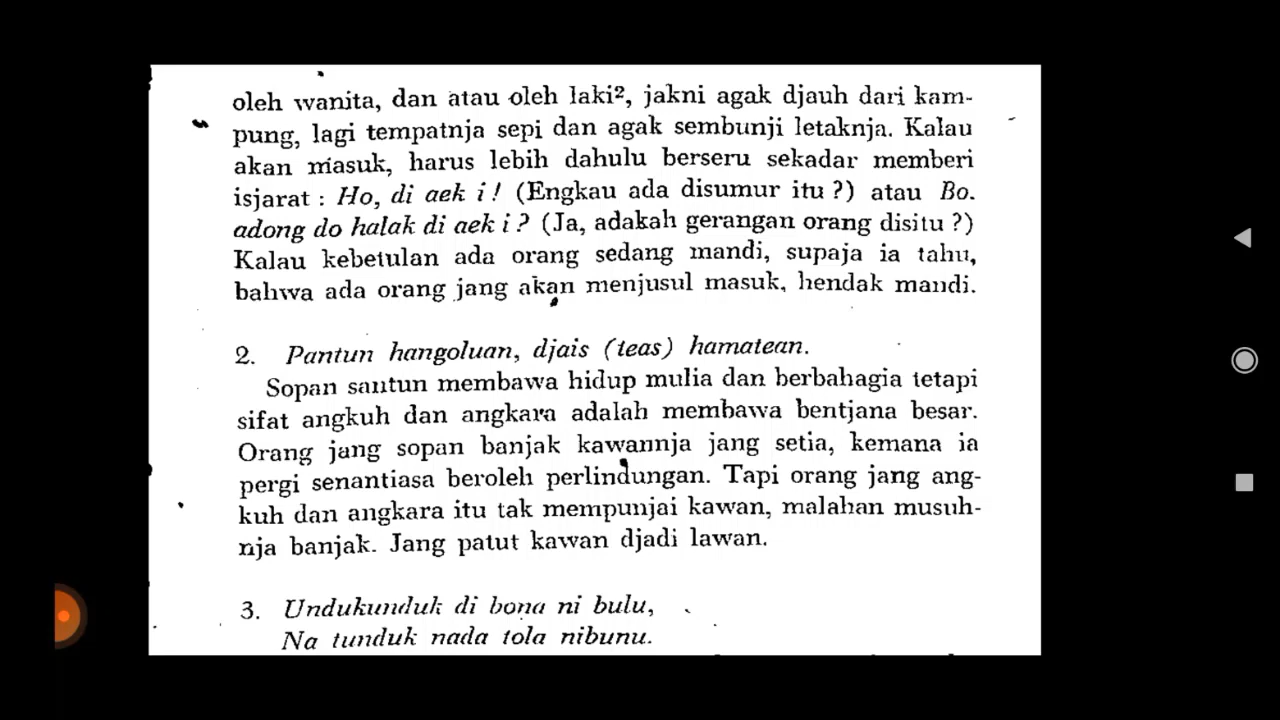 oleh wanita, dan atau oleh laki², jakni agak djauh dari kam-
pung, lagi tempatnja sepi dan agak sembunji letaknja. Kalau
akan masuk, harus lebih dahulu berseru sekadar memberi
isjarat : Ho, di aek i! (Engkau ada disumur itu ?) atau Bo.
adong do halak di aek i? (Ja, adakah gerangan orang disitu ?)
Kalau kebetulan ada orang sedang mandi, supaja ia tahu,
bahwa ada orang jang akan menjusul masuk, hendak mandi.
2. Pantun hangoluan, djais (teas) hamatean.
Sopan santun membawa hidup mulia dan berbahagia tetapi
sifat angkuh dan angkara adalah membawa bentjana besar.
Orang jang sopan banjak kawannja jang setia, kemana ia
pergi senantiasa beroleh perlindungan. Tapi orang jang ang-
kuh dan angkara itu tak mempunjai kawan, malahan musuh-
nja banjak. Jang patut kawan djadi lawan.
3. Undukunduk di bona ni bulu,
Na tunduk nada tola nibunu.